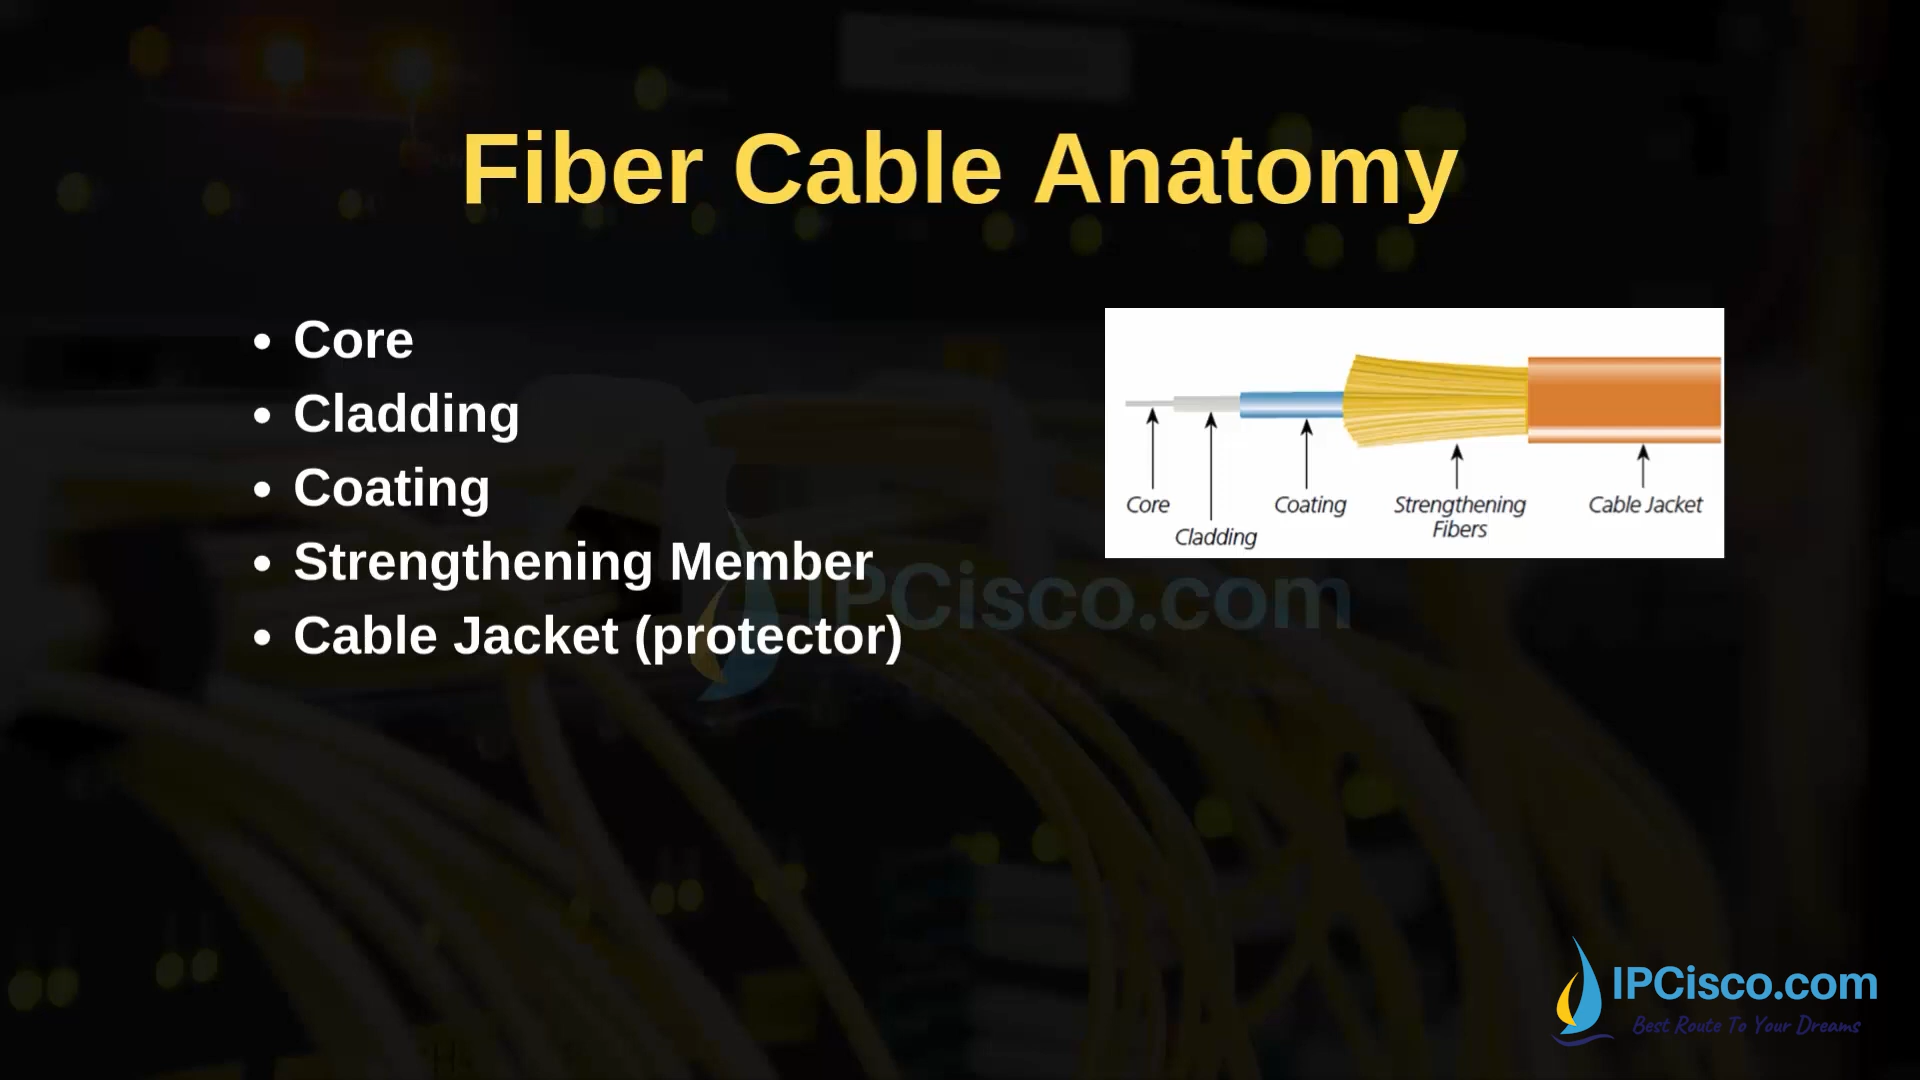 Fiber Cable Anatomy
• Core
• Cladding
• Coating
• Strengthening Member
• Cable Jacket (protector)
Core
Cladding
Coating
Strengthening
Fibers
Cable Jacket
IPCisco.com
IPCisco.com
Best Route To Your Dreams